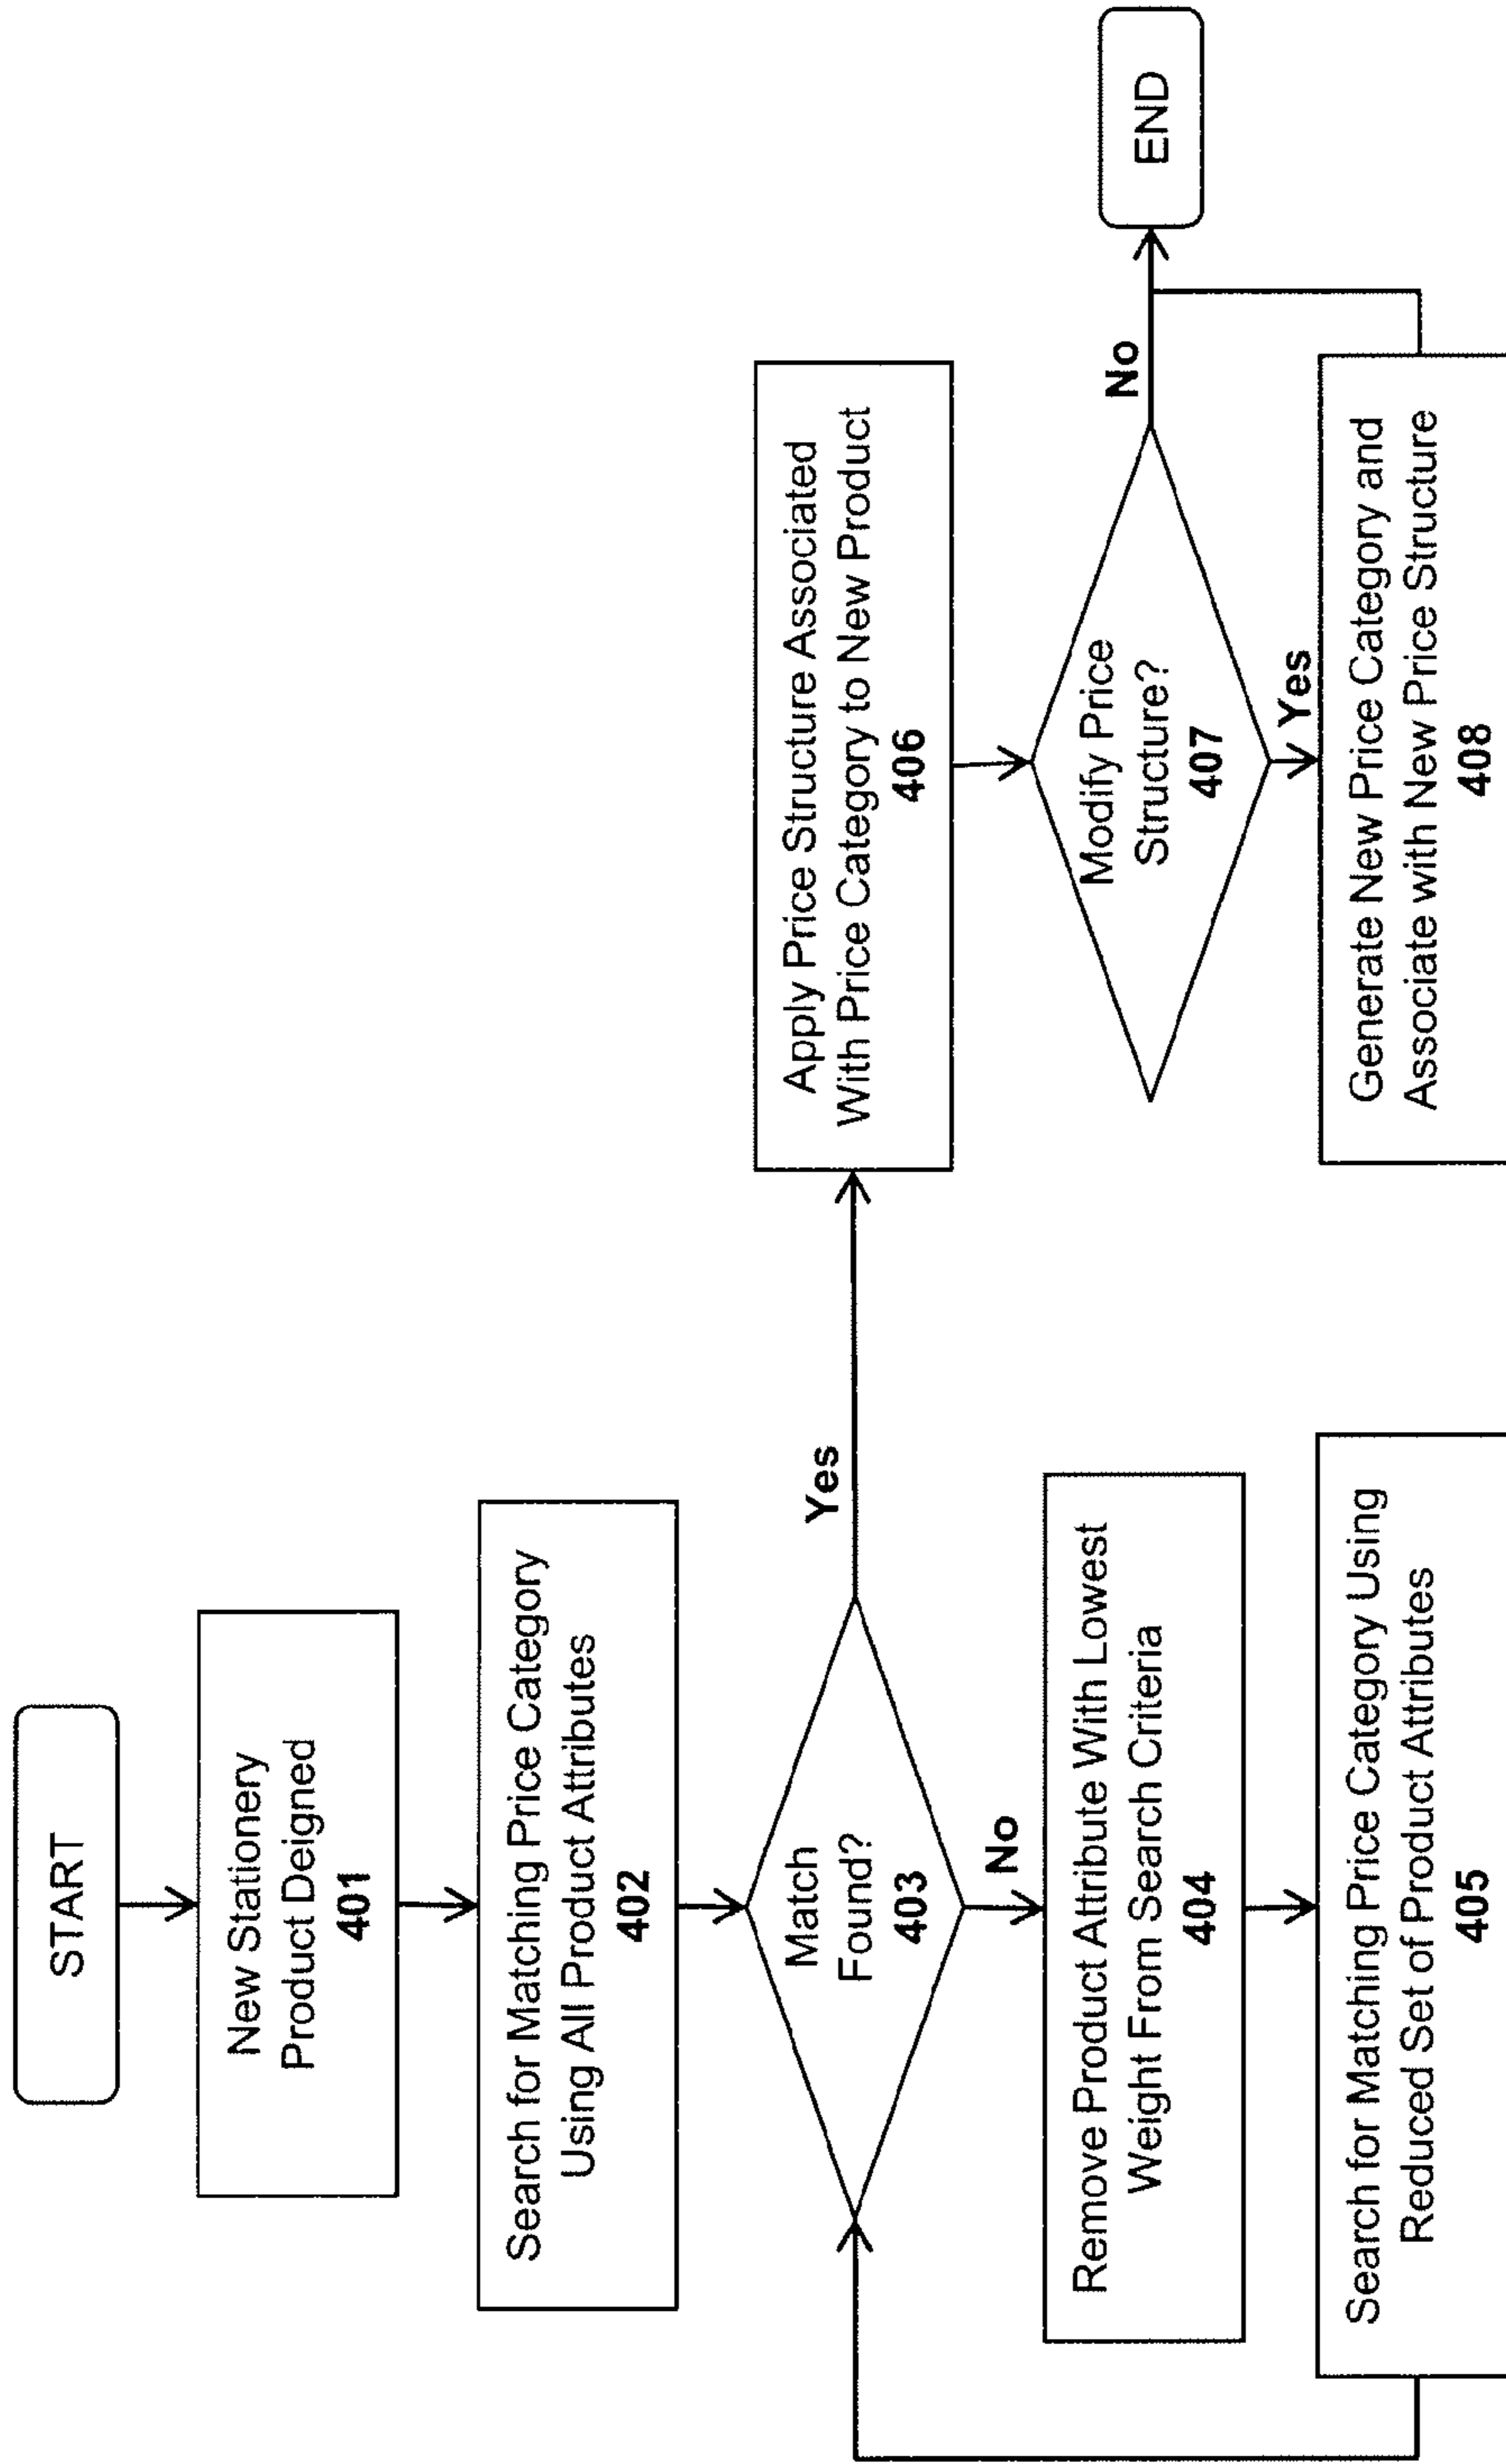 START
New Stationery
Product Deigned
401
Search for Matching Price Category
Using All Product Attributes
402
Match
Found?
403
Yes
No
Remove Product Attribute With Lowest
Weight From Search Criteria
404
Search for Matching Price Category Using
Reduced Set of Product Attributes
405
Apply Price Structure Associated
With Price Category to New Product
406
Modify Price
Structure?
407
No
Yes
Generate New Price Category and
Associate with New Price Structure
408
END